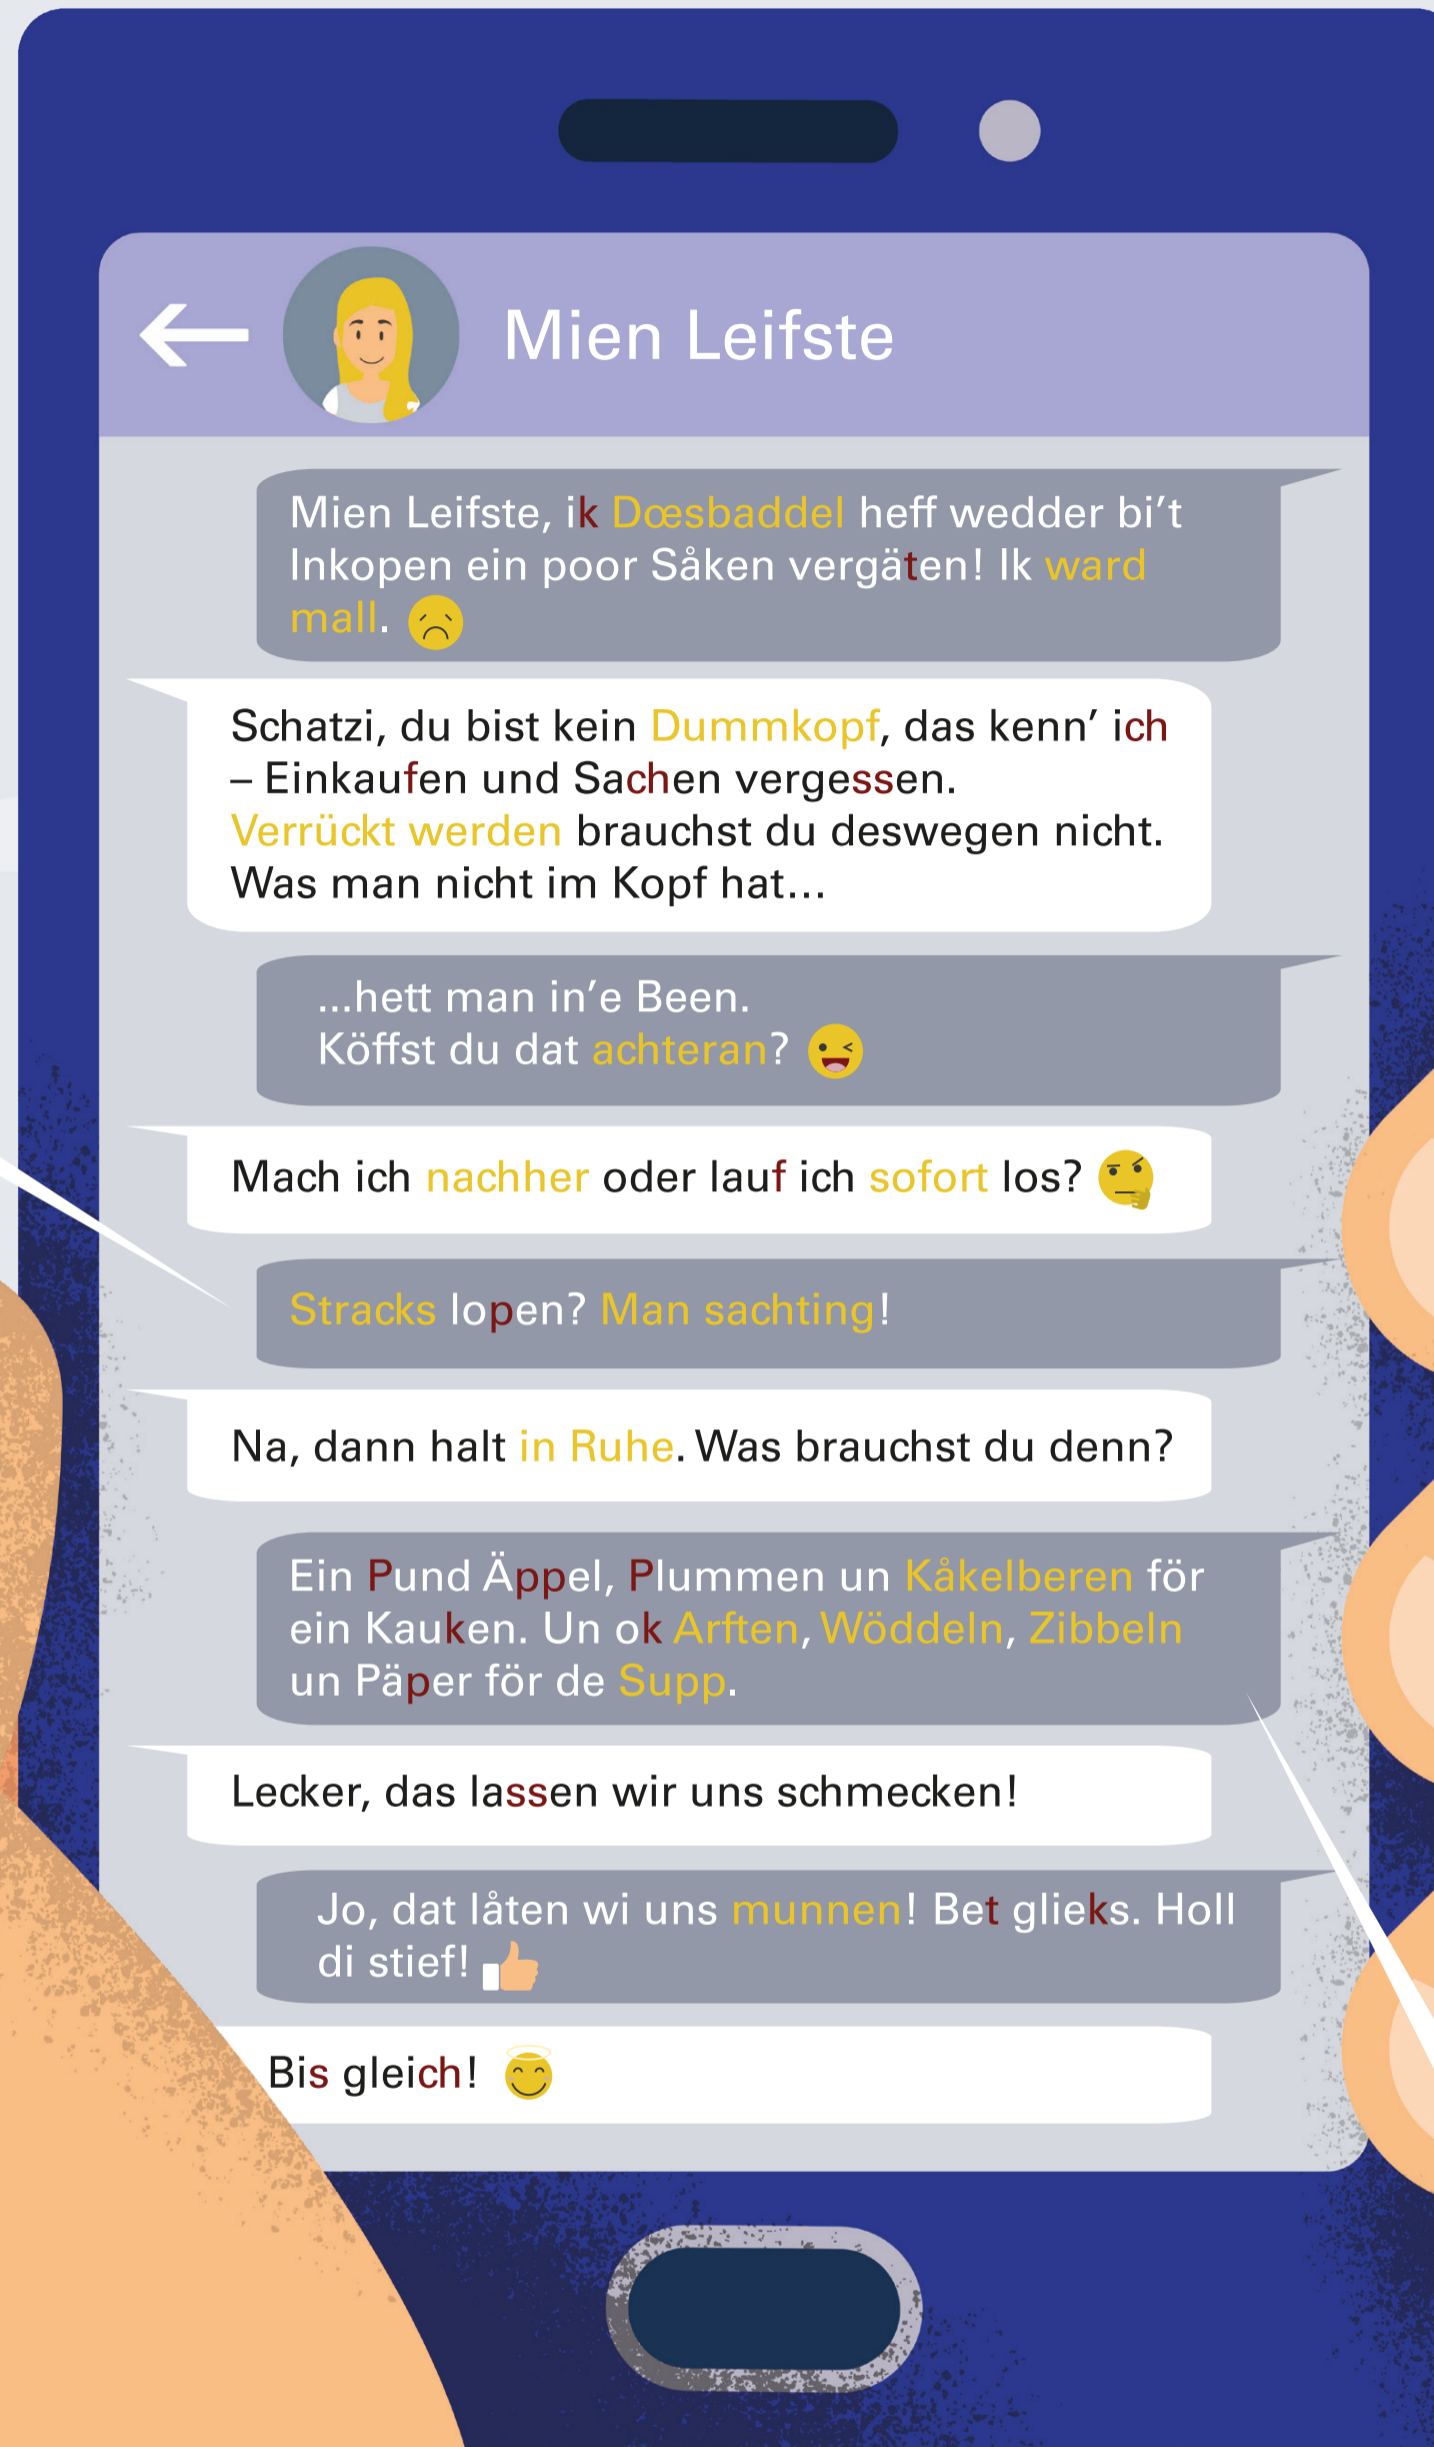 Mien Leifste
Mien Leifste, ik Dœsbaddel heff wedder bi’t
Inkopen ein poor Såken vergäten! Ik ward
mall.
Schatzi, du bist kein Dummkopf, das kenn’ ich
– Einkaufen und Sachen vergessen.
Verrückt werden brauchst du deswegen nicht.
Was man nicht im Kopf hat...
...hett man in’e Been.
Köffst du dat achteran?
Mach ich nachher oder lauf ich sofort los?
Stracks lopen? Man sachting!
Na, dann halt in Ruhe. Was brauchst du denn?
Ein Pund Äppel, Plummen un Kåkelberen för
ein Kauken. Un ok Arften, Wöddeln, Zibbeln
un Päper för de Supp.
Lecker, das lassen wir uns schmecken!
Jo, dat låten wi uns munnen! Bet glieks. Holl
di stief!
Bis gleich!